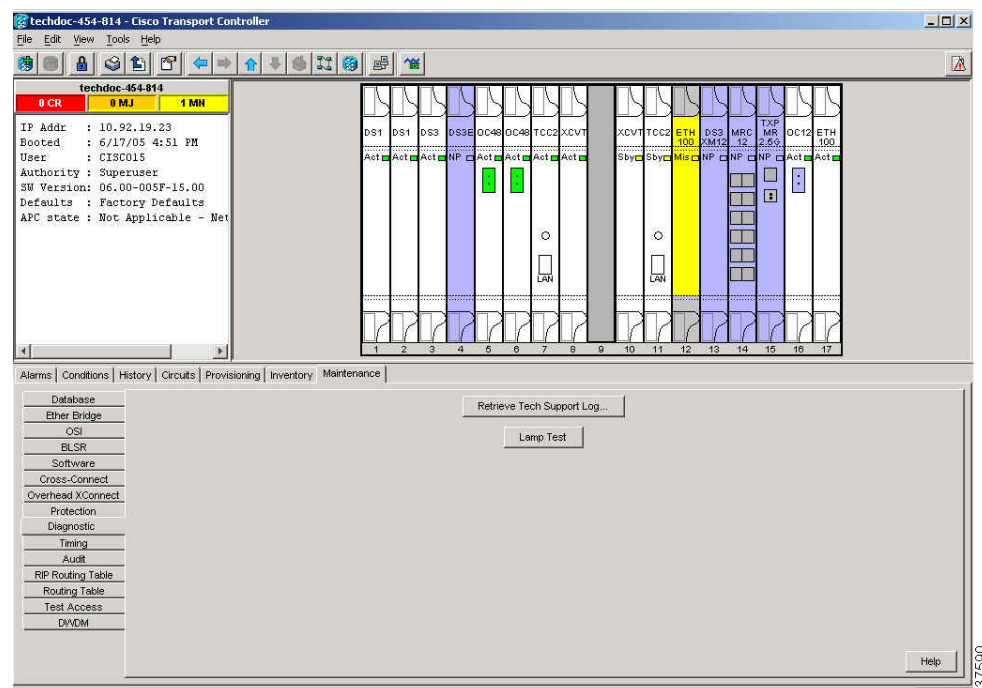 techdoc-454-814 - Cisco Transport Controller
File Edit View Tools Help
techdoc-454-814
0 CR 0 MJ 1 MN
IP Addr : 10.92.19.23
Booted : 6/17/05 4:51 PM
User : CISCO15
Authority : Superuser
SW Version: 06.00-005F-15.00
Defaults : Factory Defaults
APC state : Not Applicable - Net
DS1 DS1 DS3 DS3E OC48 OC48 TCC2 XCVT XCVT TCC2 ETH 100 DS3 XM12 MRC 12 TXP MR 2.5G OC12 ETH 100
Act Act Act NP Act Act Act Act Sby Sby Mis NP NP NP Act Act
LAN LAN
1 2 3 4 5 6 7 8 9 10 11 12 13 14 15 16 17
Alarms Conditions History Circuits Provisioning Inventory Maintenance
Database
Ether Bridge
OSI
BLSR
Software
Cross-Connect
Overhead XConnect
Protection
Diagnostic
Timing
Audit
RIP Routing Table
Routing Table
Test Access
DWDM
Retrieve Tech Support Log...
Lamp Test
Help